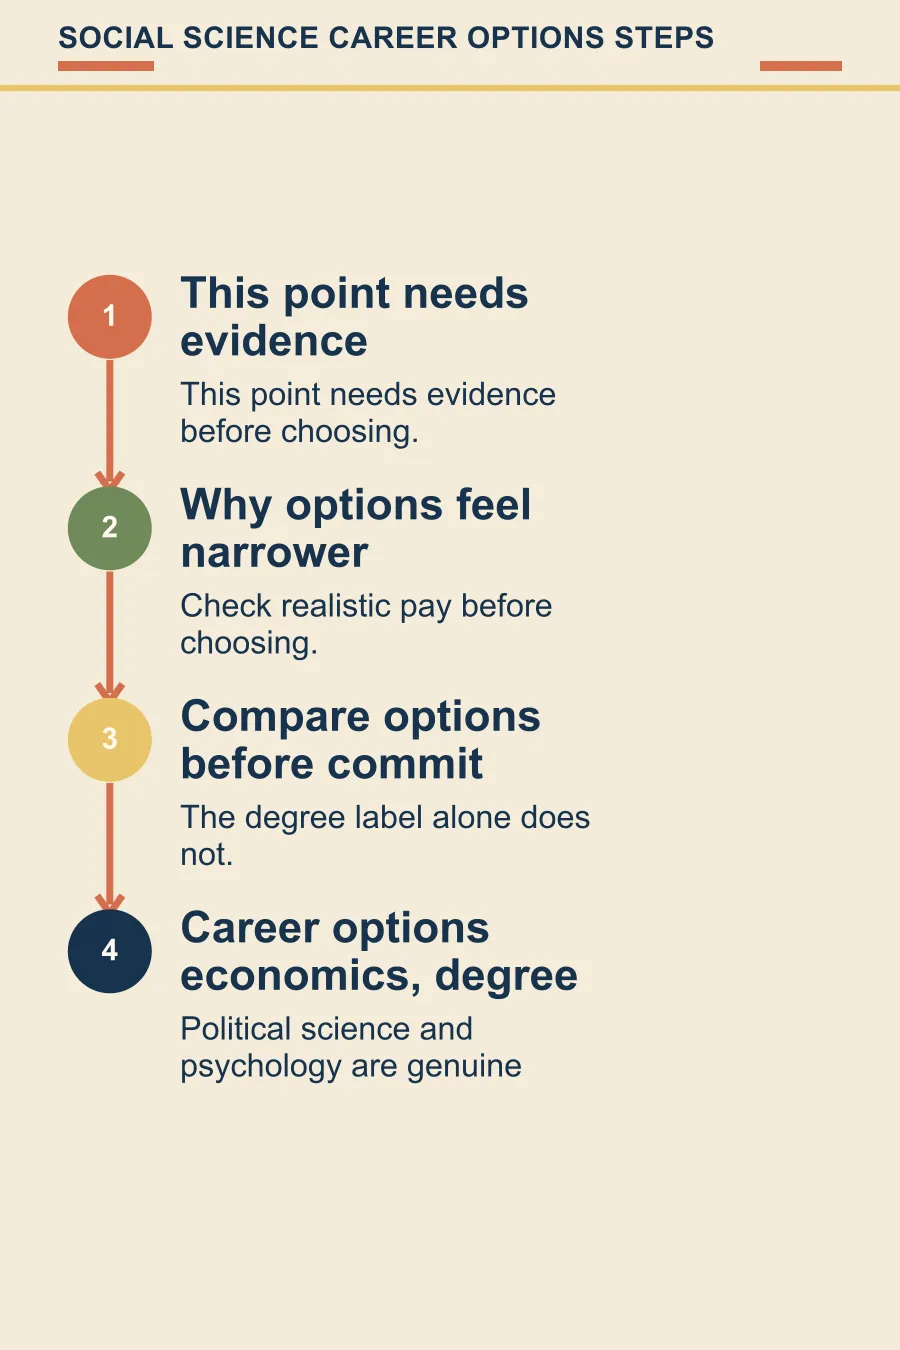 SOCIAL SCIENCE CAREER OPTIONS STEPS
1
This point needs
evidence
This point needs evidence
before choosing.
2
Why options feel
narrower
Check realistic pay before
choosing.
3
Compare options
before commit
The degree label alone does
not.
4
Career options
economics, degree
Political science and
psychology are genuine